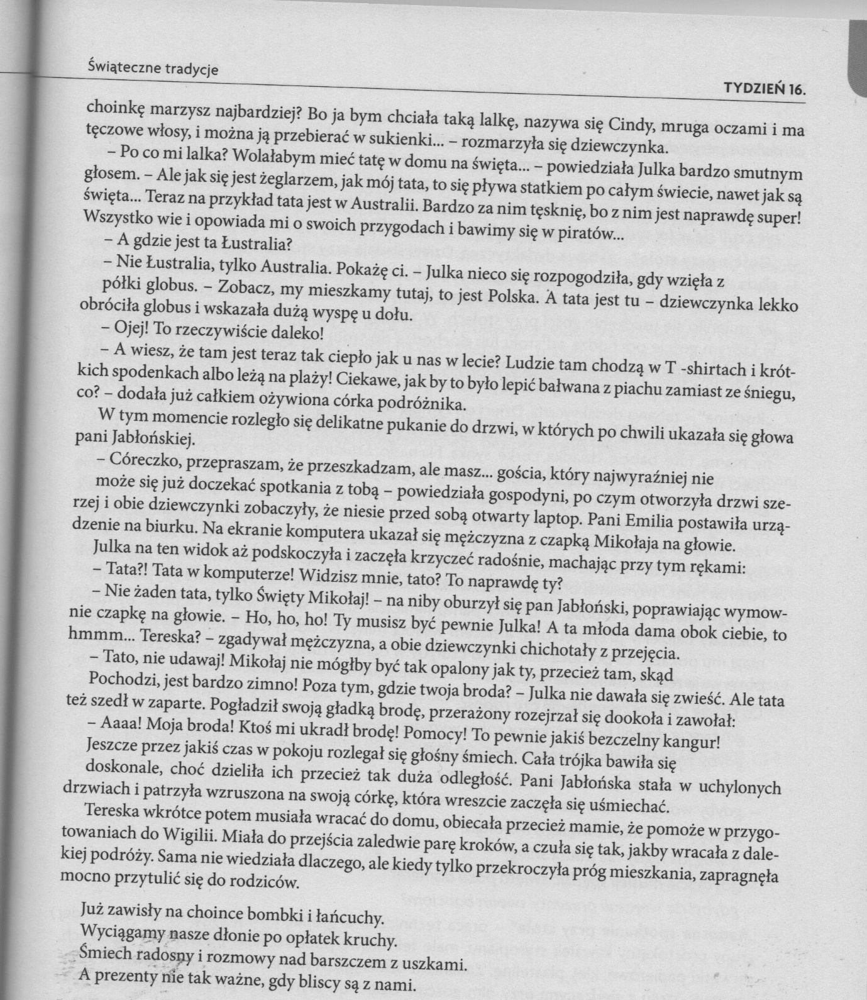 Świąteczne tradycje
TYDZIEŃ 16.
choinkę marzysz najbardziej? Bo ja bym chciała taką lalkę, nazywa się Cindy, mruga oczami i ma
tęczowe włosy, i można ją przebierać w sukienki... – rozmarzyła się dziewczynka.
– Po co mi lalka? Wolałabym mieć tatę w domu na święta... – powiedziała Julka bardzo smutnym
głosem. – Ale jak się jest żeglarzem, jak mój tata, to się pływa statkiem po całym świecie, nawet jak są
święta... Teraz na przykład tata jest w Australii. Bardzo za nim tęsknię, bo z nim jest naprawdę super!
Wszystko wie i opowiada mi o swoich przygodach i bawimy się w piratów...
– A gdzie jest ta Łustralia?
– Nie Łustralia, tylko Australia. Pokażę ci. – Julka nieco się rozpogodziła, gdy wzięła z
półki globus. – Zobacz, my mieszkamy tutaj, to jest Polska. A tata jest tu – dziewczynka lekko
obróciła globus i wskazała dużą wyspę u dołu.
– Ojej! To rzeczywiście daleko!
– A wiesz, że tam jest teraz tak ciepło jak u nas w lecie? Ludzie tam chodzą w T -shirtach i krót-
kich spodenkach albo leżą na plaży! Ciekawe, jak by to było lepić bałwana z piachu zamiast ze śniegu,
co? – dodała już całkiem ożywiona córka podróżnika.
W tym momencie rozległo się delikatne pukanie do drzwi, w których po chwili ukazała się głowa
pani Jabłońskiej.
– Córeczko, przepraszam, że przeszkadzam, ale masz... gościa, który najwyraźniej nie
może się już doczekać spotkania z tobą – powiedziała gospodyni, po czym otworzyła drzwi sze-
rzej i obie dziewczynki zobaczyły, że niesie przed sobą otwarty laptop. Pani Emilia postawiła urzą-
dzenie na biurku. Na ekranie komputera ukazał się mężczyzna z czapką Mikołaja na głowie.
Julka na ten widok aż podskoczyła i zaczęła krzyczeć radośnie, machając przy tym rękami:
– Tata?! Tata w komputerze! Widzisz mnie, tato? To naprawdę ty?
– Nie żaden tata, tylko Święty Mikołaj! – na niby oburzył się pan Jabłoński, poprawiając wymow-
nie czapkę na głowie. – Ho, ho, ho! Ty musisz być pewnie Julka! A ta młoda dama obok ciebie, to
hmmm... Tereska? – zgadywał mężczyzna, a obie dziewczynki chichotały z przejęcia.
– Tato, nie udawaj! Mikołaj nie mógłby być tak opalony jak ty, przecież tam, skąd
Pochodzi, jest bardzo zimno! Poza tym, gdzie twoja broda? – Julka nie dawała się zwieść. Ale tata
też szedł w zaparte. Pogładził swoją gładką brodę, przerażony rozejrzał się dookoła i zawołał:
– Aaaa! Moja broda! Ktoś mi ukradł brodę! Pomocy! To pewnie jakiś bezczelny kangur!
Jeszcze przez jakiś czas w pokoju rozlegał się głośny śmiech. Cała trójka bawiła się
doskonale, choć dzieliła ich przecież tak duża odległość. Pani Jabłońska stała w uchylonych
drzwiach i patrzyła wzruszona na swoją córkę, która wreszcie zaczęła się uśmiechać.
Tereska wkrótce potem musiała wracać do domu, obiecała przecież mamie, że pomoże w przygo-
towaniach do Wigilii. Miała do przejścia zaledwie parę kroków, a czuła się tak, jakby wracała z dale-
kiej podróży. Sama nie wiedziała dlaczego, ale kiedy tylko przekroczyła próg mieszkania, zapragnęła
mocno przytulić się do rodziców.
Już zawisły na choince bombki i łańcuchy.
Wyciągamy nasze dłonie po opłatek kruchy.
Śmiech radosny i rozmowy nad barszczem z uszkami.
A prezenty nie tak ważne, gdy bliscy są z nami.